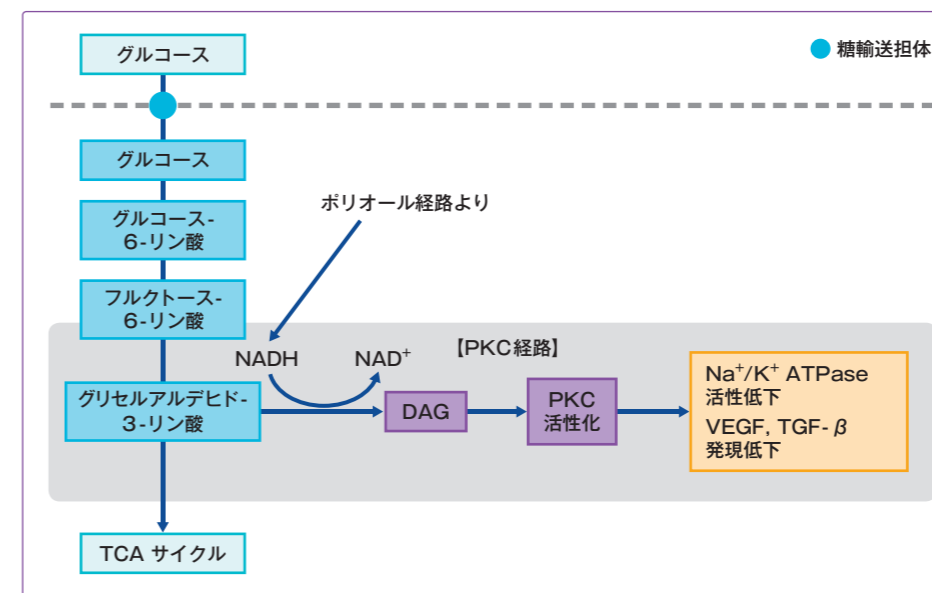 グルコース
糖輸送担体
グルコース
グルコース-
6-リン酸
ポリオール経路より
フルクトース-
6-リン酸
NADH
NAD⁺
【PKC経路】
グリセルアルデヒド-
3-リン酸
DAG
PKC
活性化
Na⁺/K⁺ ATPase
活性低下
VEGF, TGF-β
発現低下
TCA サイクル